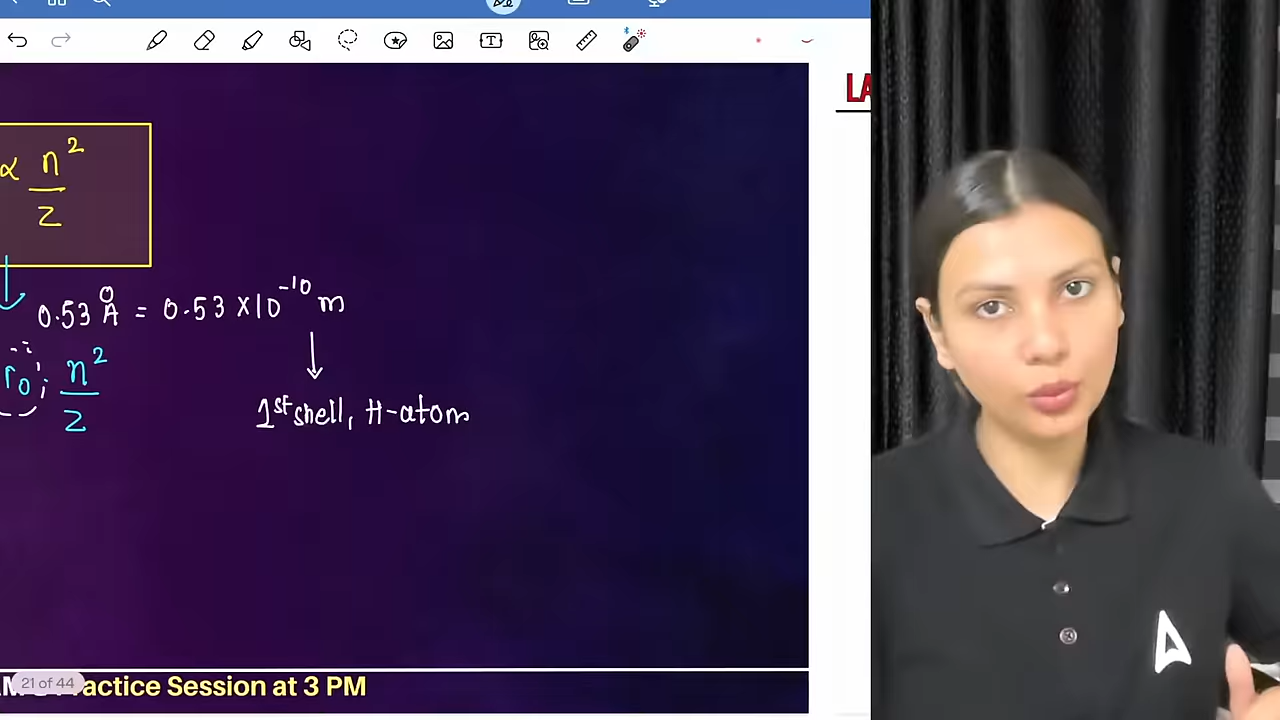 LA
∝ n²
Z
0.53 Å = 0.53 ×10⁻¹⁰ m
r₀ n²
Z
1st shell, H-atom
21 of 44
Practice Session at 3 PM